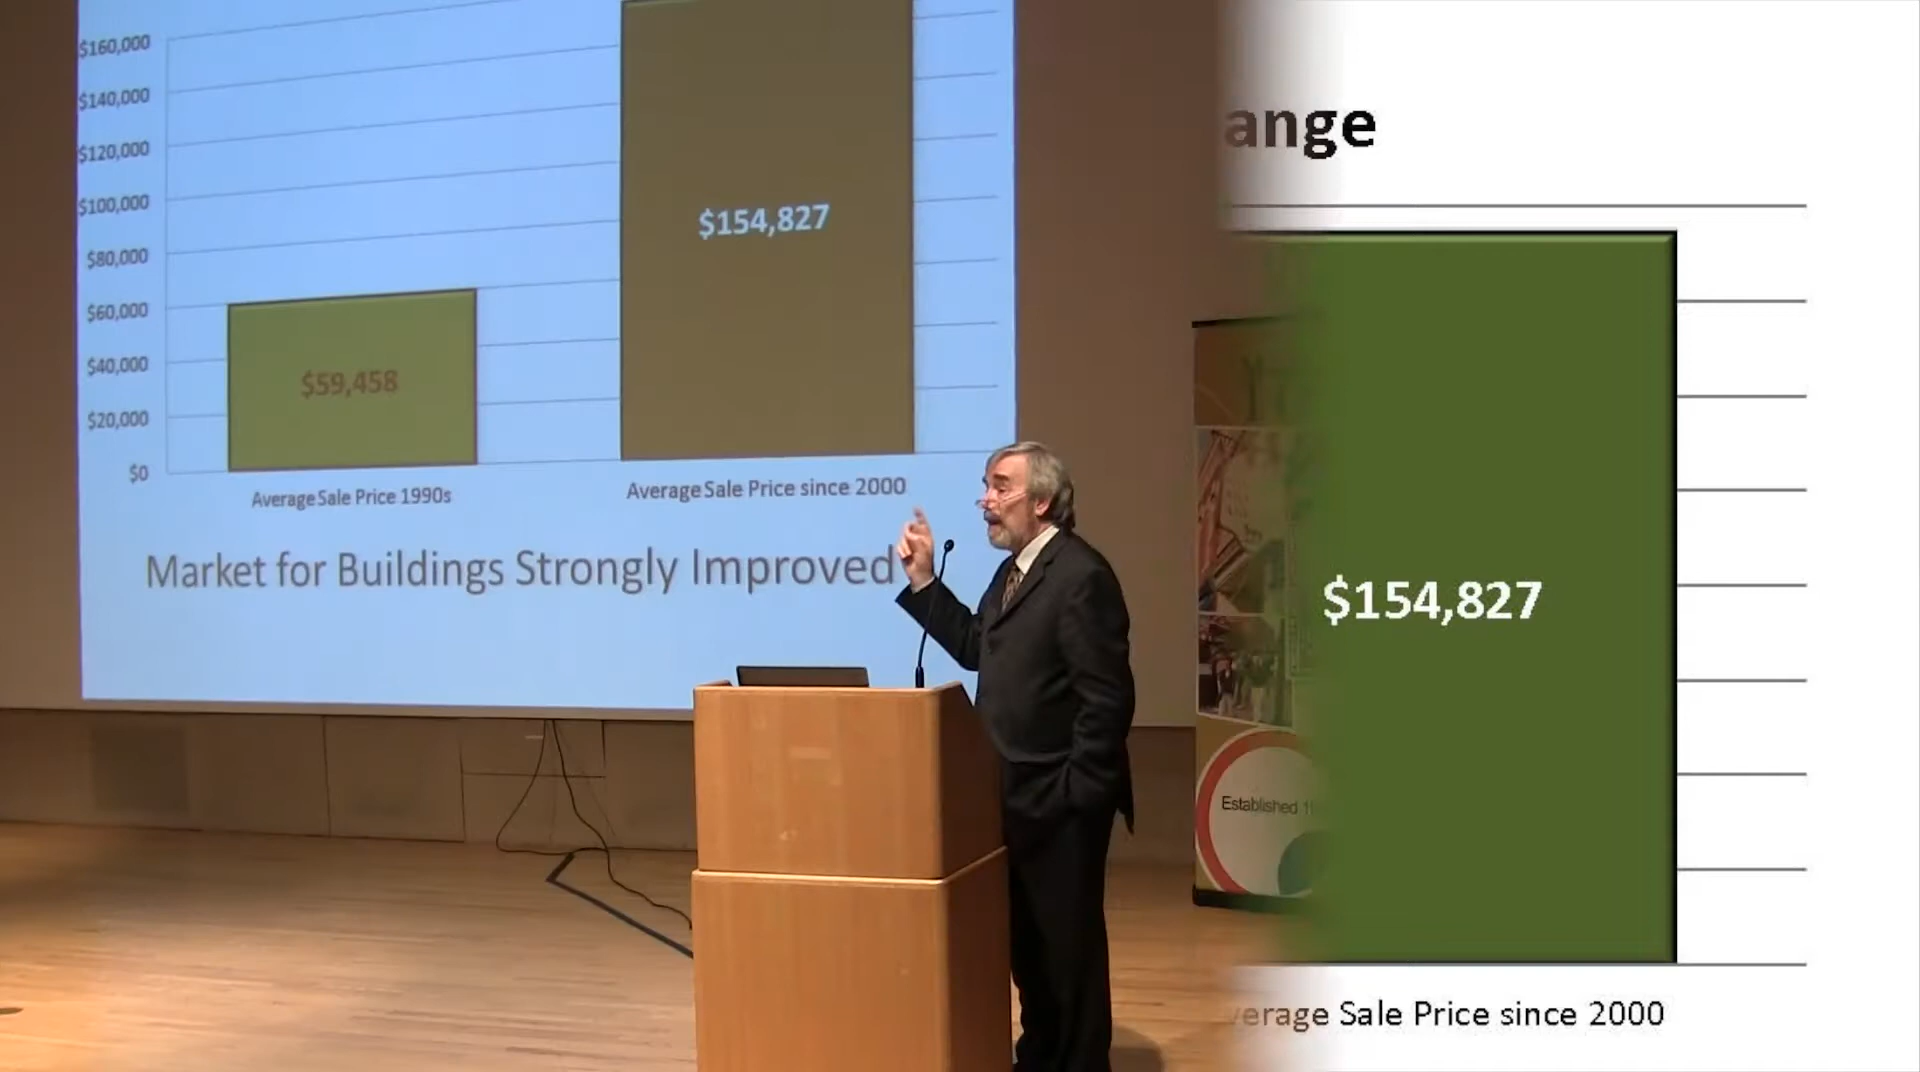 $160,000
$140,000
$120,000
$100,000
$80,000
$60,000
$40,000
$20,000
$0
$59,458
$154,827
Average Sale Price 1990s
Average Sale Price since 2000
Market for Buildings Strongly Improved
Established
ange
$154,827
erage Sale Price since 2000